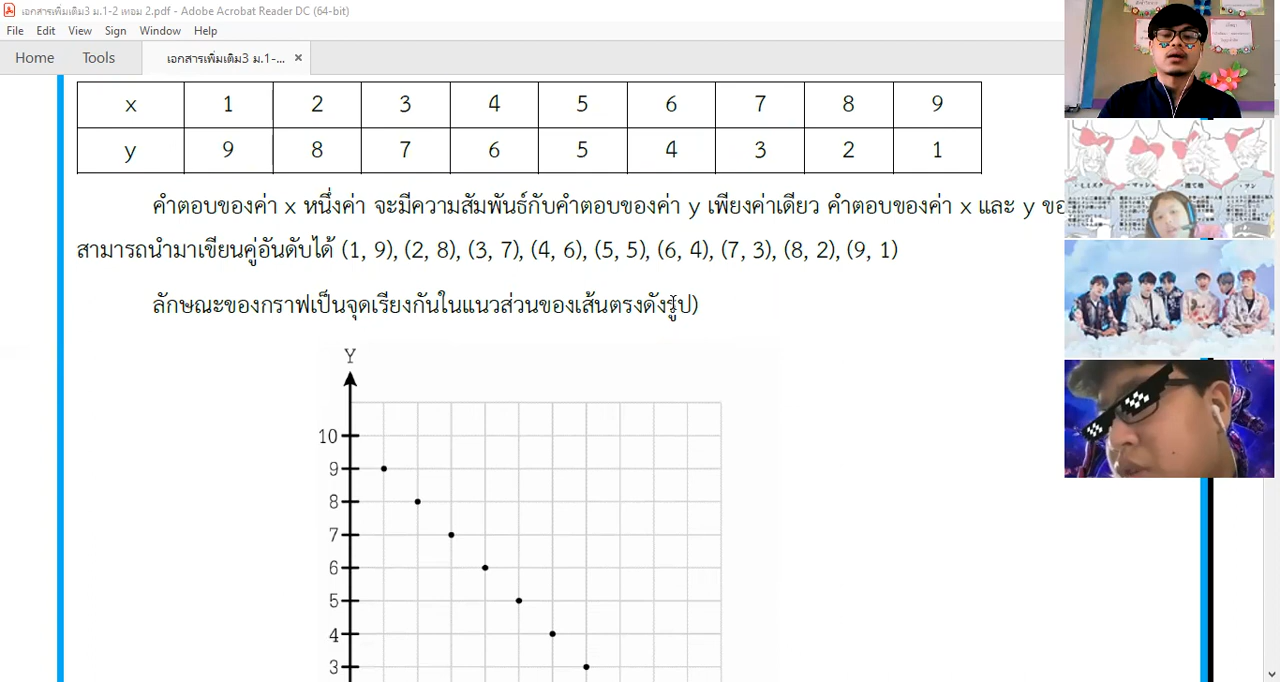 เอกสารเพิ่มเติม3 ม.1-2 เทอม 2.pdf - Adobe Acrobat Reader DC (64-bit)
File Edit View Sign Window Help
Home Tools เอกสารเพิ่มเติม3 ม.1-... ×
x 1 2 3 4 5 6 7 8 9
y 9 8 7 6 5 4 3 2 1
คำตอบของค่า x หนึ่งค่า จะมีความสัมพันธ์กับคำตอบของค่า y เพียงค่าเดียว คำตอบของค่า x และ y ขอ
สามารถนำมาเขียนคู่อันดับได้ (1, 9), (2, 8), (3, 7), (4, 6), (5, 5), (6, 4), (7, 3), (8, 2), (9, 1)
ลักษณะของกราฟเป็นจุดเรียงกันในแนวส่วนของเส้นตรงดังรูป)
Y
10
9
8
7
6
5
4
3